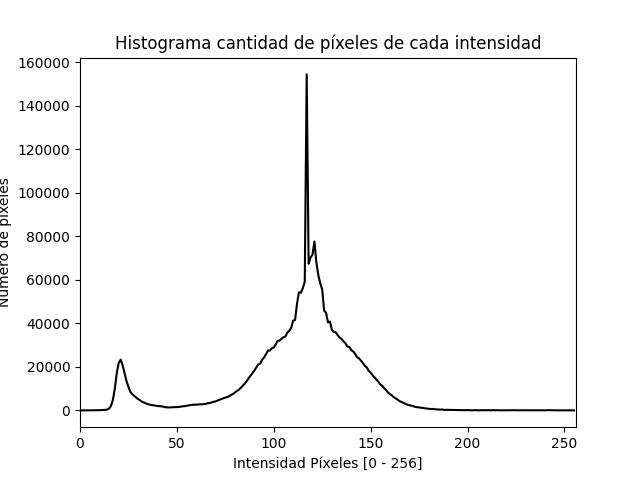 Histograma cantidad de píxeles de cada intensidad
160000
140000
120000
100000
80000
60000
40000
20000
0
Número de píxeles
0 50 100 150 200 250
Intensidad Píxeles [0 - 256]